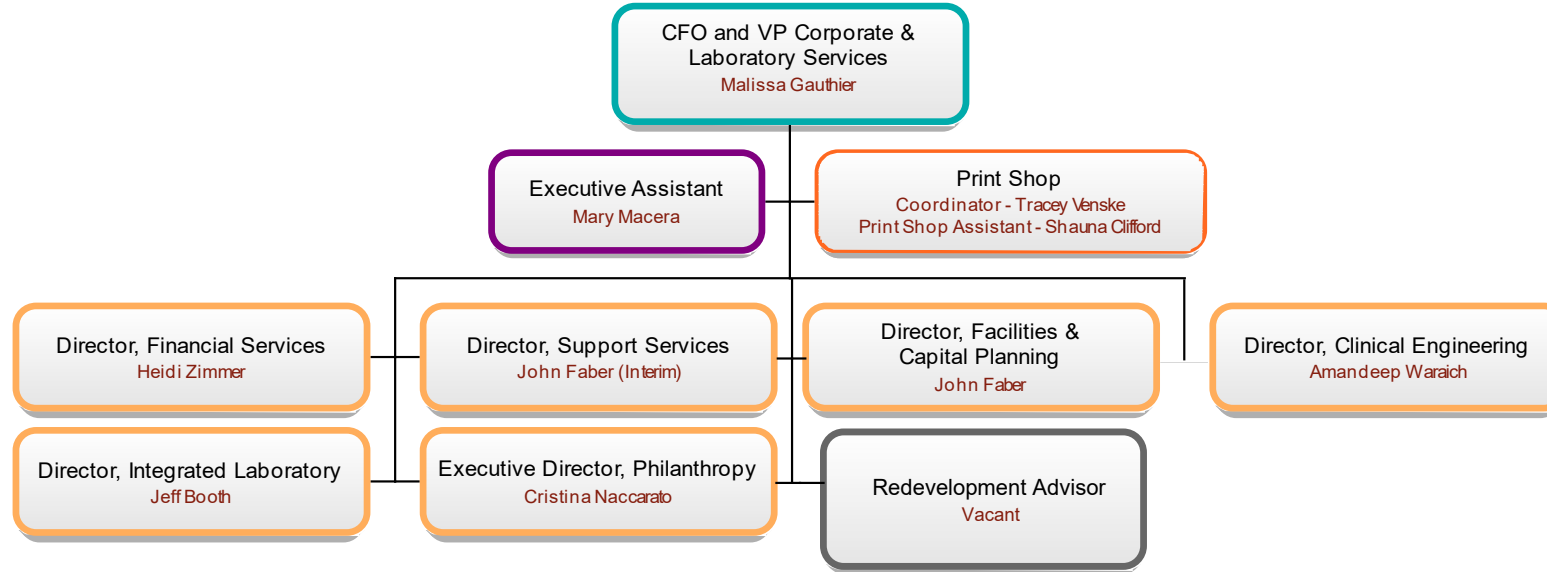 CFO and VP Corporate &
Laboratory Services
Malissa Gauthier
Executive Assistant
Mary Macera
Print Shop
Coordinator - Tracey Venske
Print Shop Assistant - Shauna Clifford
Director, Financial Services
Heidi Zimmer
Director, Support Services
John Faber (Interim)
Director, Facilities &
Capital Planning
John Faber
Director, Clinical Engineering
Amandeep Waraich
Director, Integrated Laboratory
Jeff Booth
Executive Director, Philanthropy
Cristina Naccarato
Redevelopment Advisor
Vacant